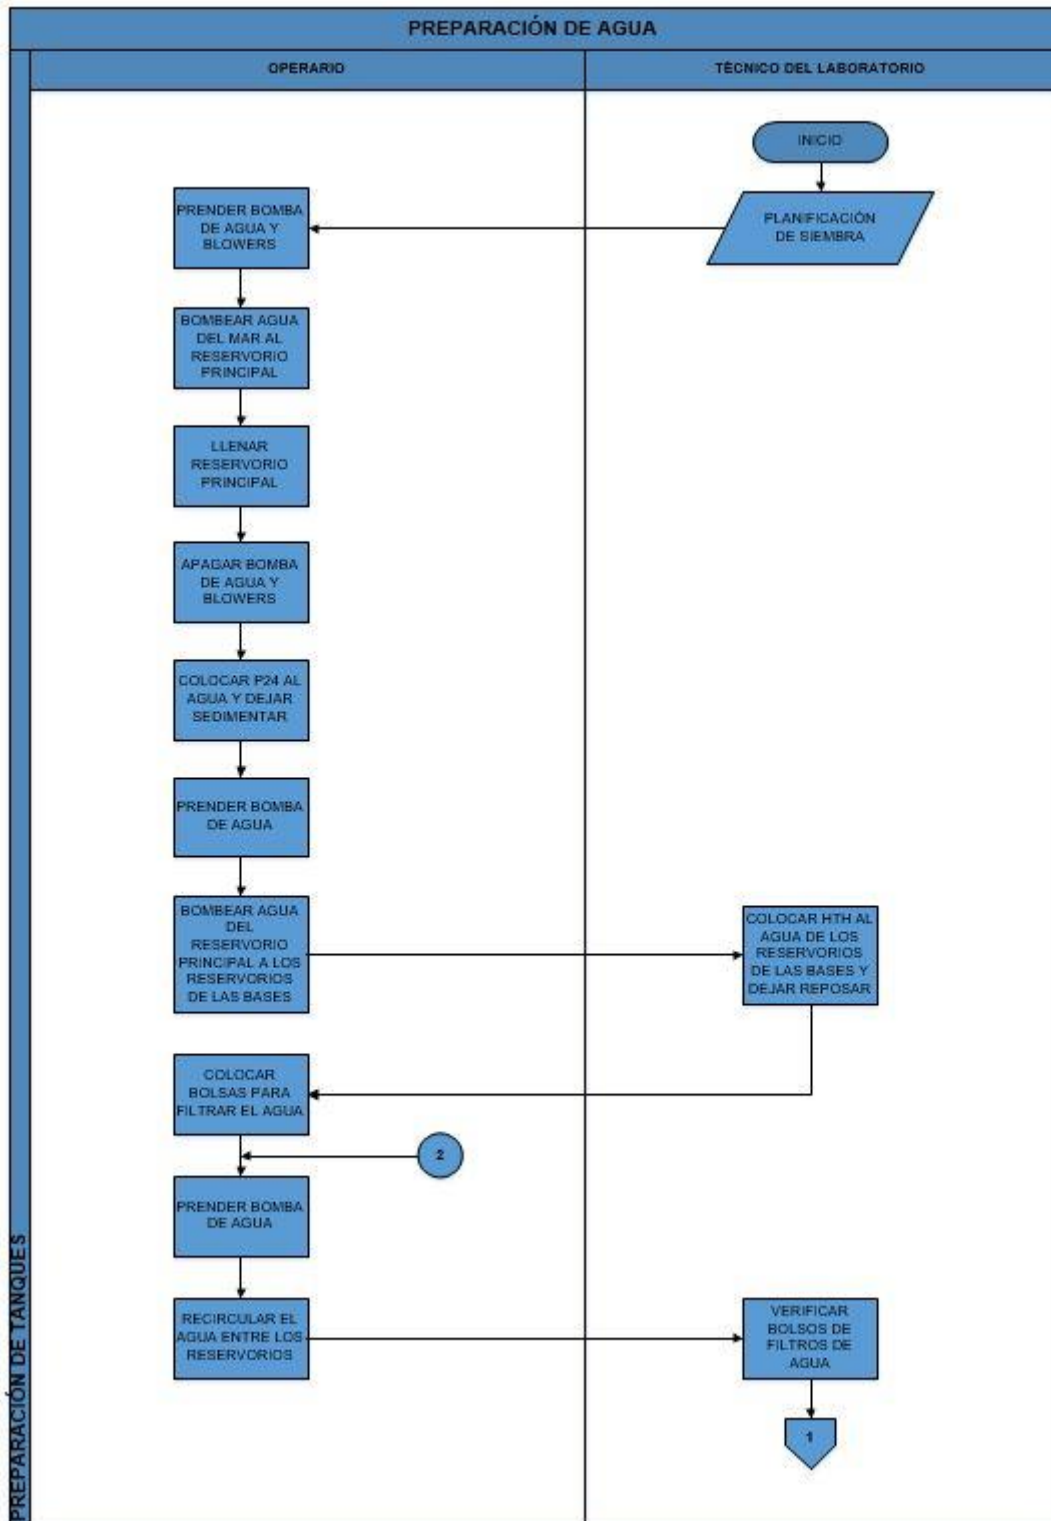 PREPARACIÓN DE AGUA
OPERARIO
TÉCNICO DEL LABORATORIO
INICIO
PLANIFICACIÓN
DE SIEMBRA
PRENDER BOMBA
DE AGUA Y
BLOWERS
BOMBEAR AGUA
DEL MAR AL
RESERVORIO
PRINCIPAL
LLENAR
RESERVORIO
PRINCIPAL
APAGAR BOMBA
DE AGUA Y
BLOWERS
COLOCAR P24 AL
AGUA Y DEJAR
SEDIMENTAR
PRENDER BOMBA
DE AGUA
BOMBEAR AGUA
DEL
RESERVORIO
PRINCIPAL A LOS
RESERVORIOS
DE LAS BASES
COLOCAR HTH AL
AGUA DE LOS
RESERVORIOS
DE LAS BASES Y
DEJAR REPOSAR
COLOCAR
BOLSAS PARA
FILTRAR EL AGUA
2
PRENDER BOMBA
DE AGUA
RECIRCULAR EL
AGUA ENTRE LOS
RESERVORIOS
VERIFICAR
BOLSOS DE
FILTROS DE
AGUA
1
PREPARACIÓN DE TANQUES